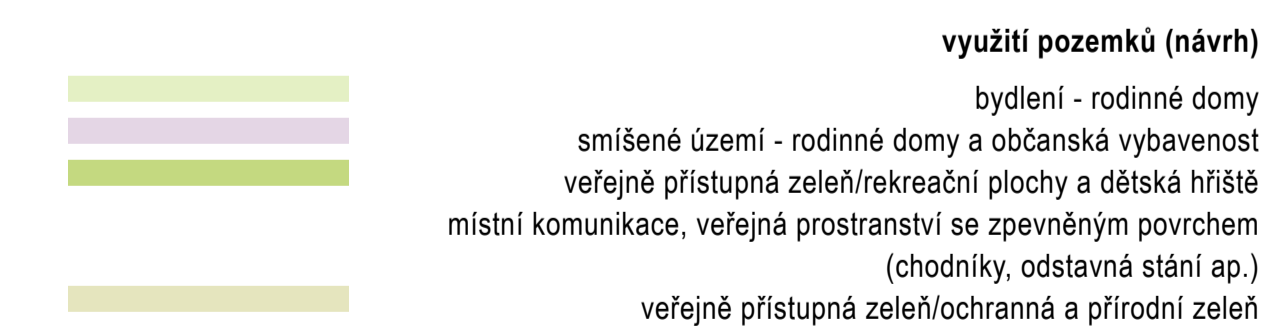 využití pozemků (návrh)
bydlení - rodinné domy
smíšené území - rodinné domy a občanská vybavenost
veřejně přístupná zeleň/rekreační plochy a dětská hřiště
místní komunikace, veřejná prostranství se zpevněným povrchem
(chodníky, odstavná stání ap.)
veřejně přístupná zeleň/ochranná a přírodní zeleň